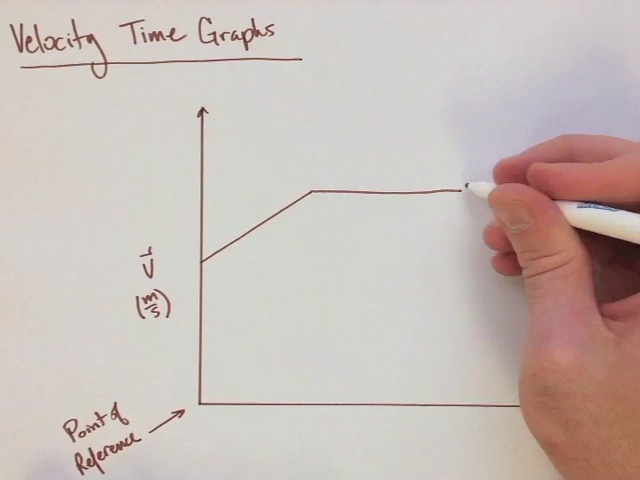 Velocity Time Graphs
v⃗
(m/s)
Point of
Reference